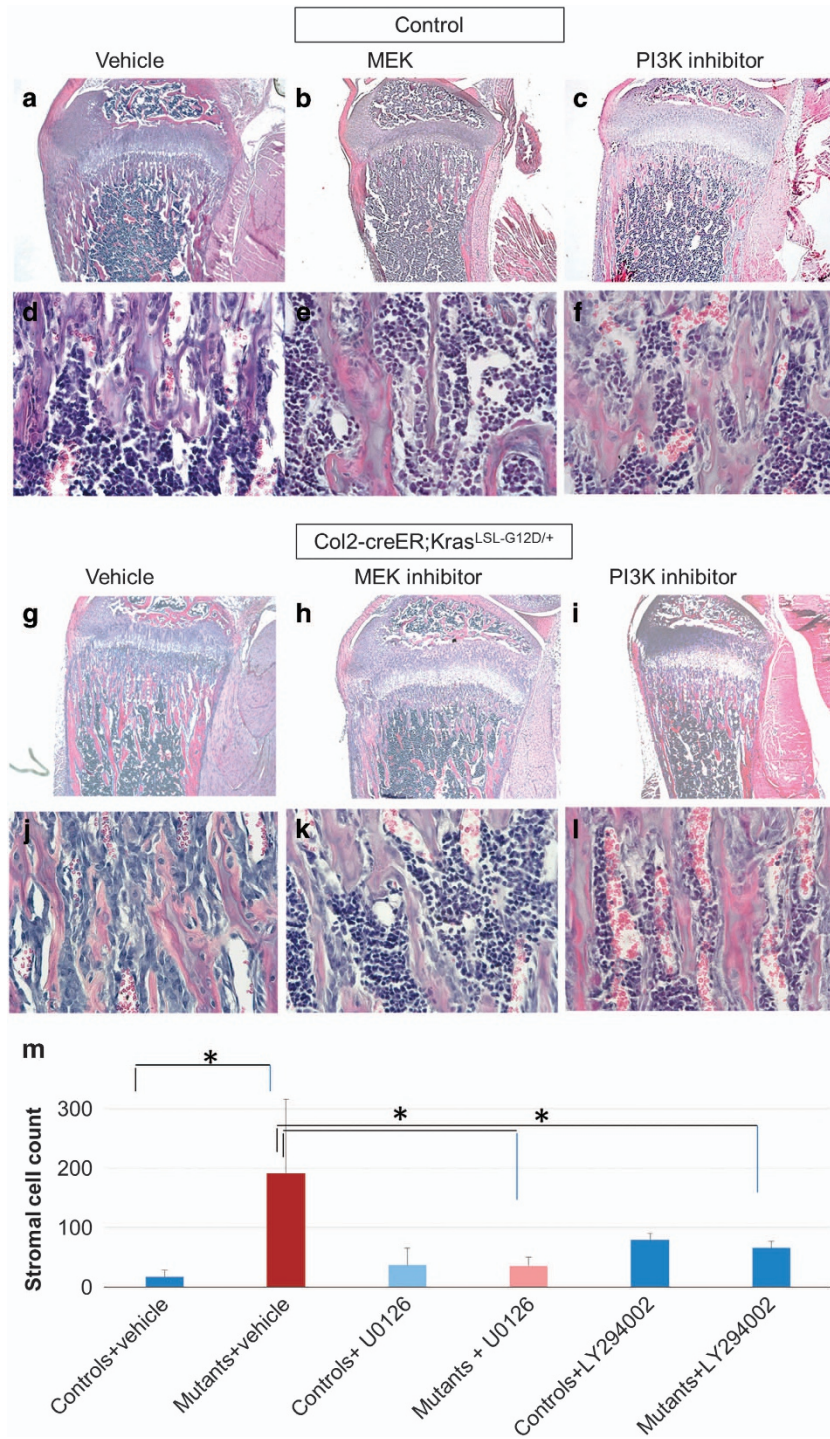 Control
Vehicle MEK PI3K inhibitor
a b c
d e f
Col2-creER;Kras^LSL-G12D/+
Vehicle MEK inhibitor PI3K inhibitor
g h i
j k l
m
* * *
Stromal cell count
300
200
100
0
Controls+vehicle
Mutants+vehicle
Controls+ U0126
Mutants + U0126
Controls+LY294002
Mutants+LY294002